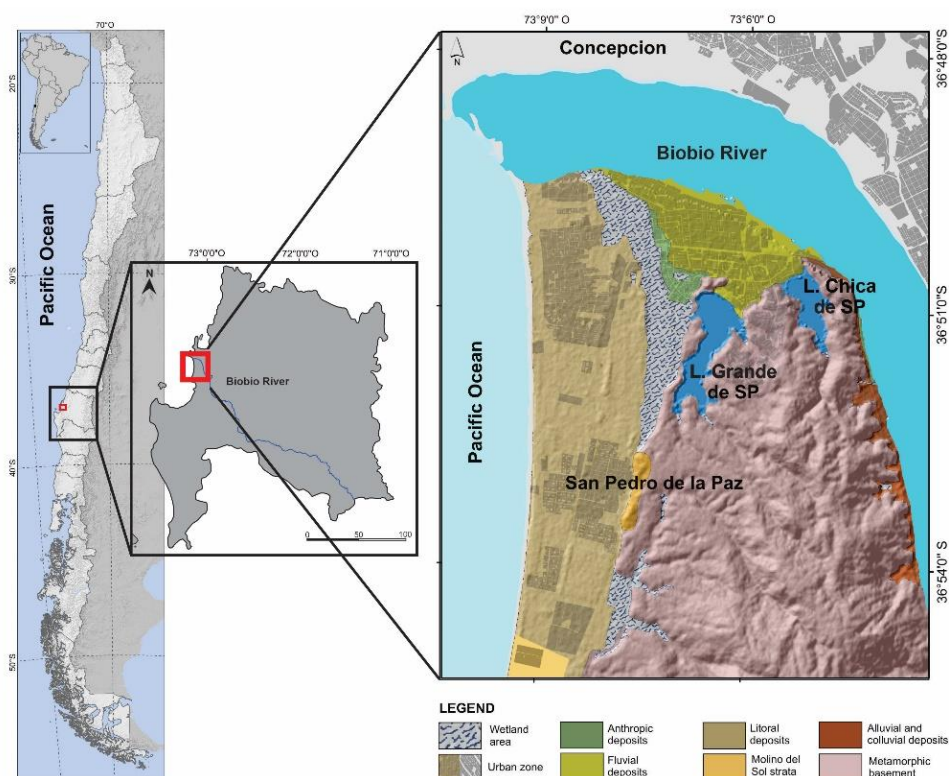 70°O
20°S
Pacific Ocean
30°S
40°S
50°S
N
73°0'0"O
72°0'0"O
71°0'0"O
Biobio River
0
50
100
73°9'0" O
73°6'0" O
N
Concepcion
36°48'0"S
Biobio River
L. Chica
de SP
36°51'0"S
L. Grande
de SP
Pacific Ocean
San Pedro de la Paz
36°54'0"S
LEGEND
Wetland
area
Anthropic
deposits
Litoral
deposits
Alluvial and
colluvial deposits
Urban zone
Fluvial
deposits
Molino del
Sol strata
Metamorphic
basement